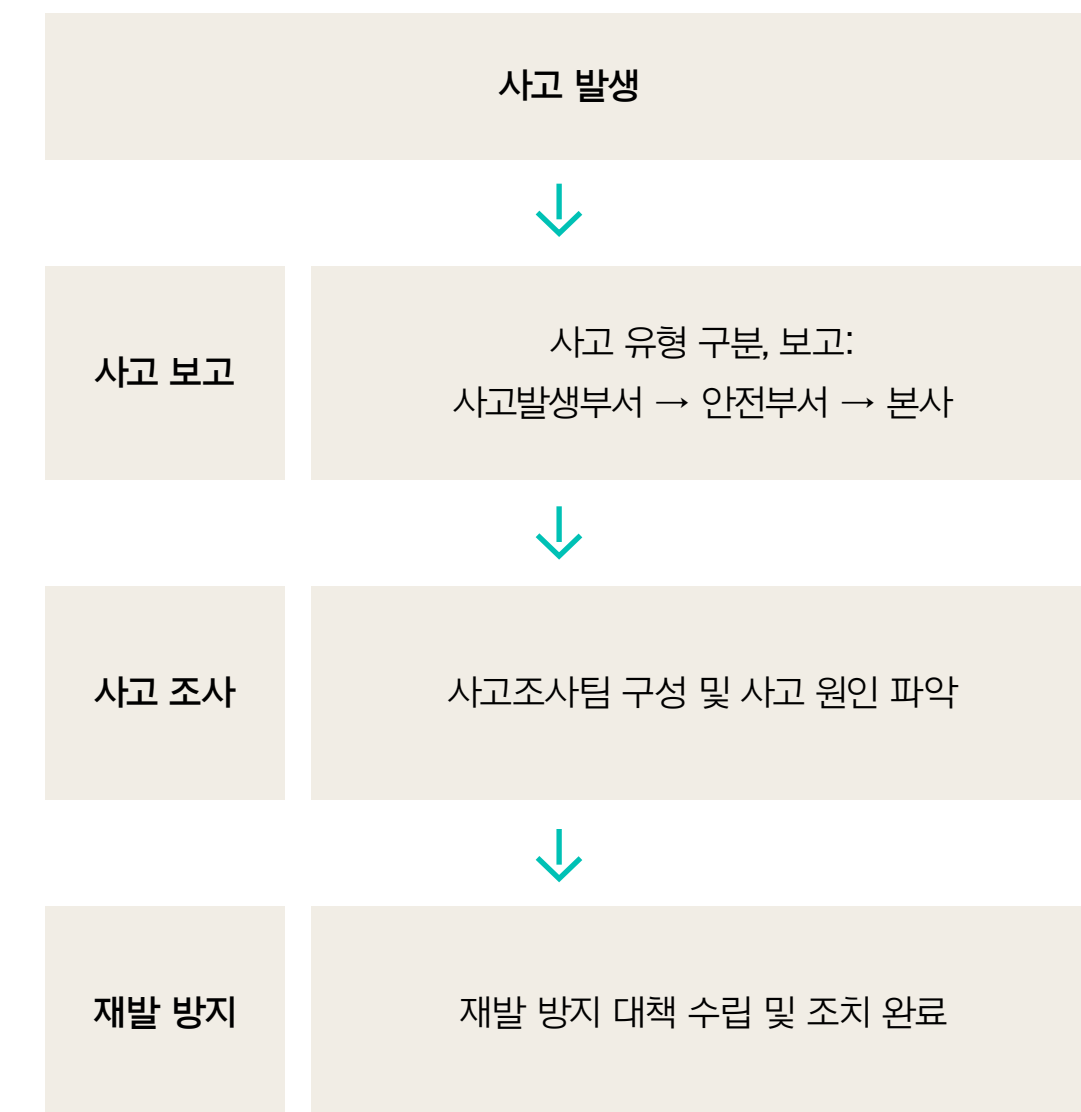 사고 발생
사고 보고
사고 유형 구분, 보고:
사고발생부서 → 안전부서 → 본사
사고 조사
사고조사팀 구성 및 사고 원인 파악
재발 방지
재발 방지 대책 수립 및 조치 완료